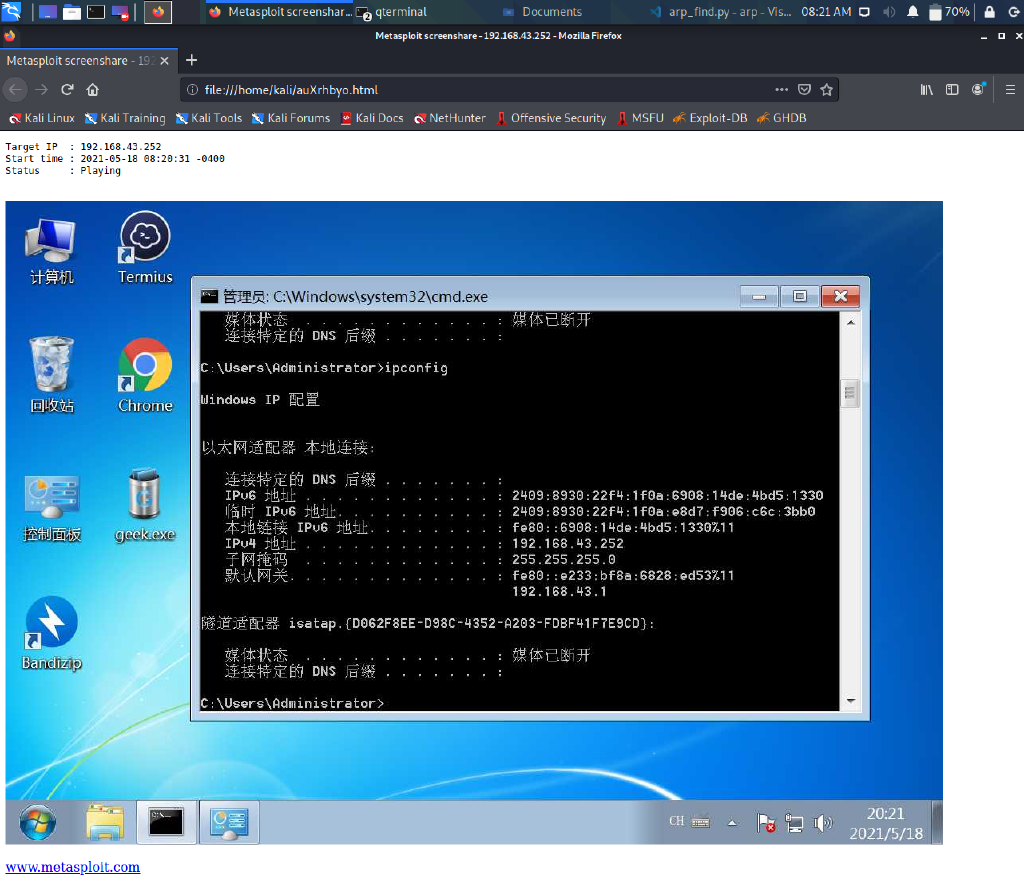 Metasploit screenshar...
2
qterminal
Documents
arp_find.py - arp - Vis...
08:21 AM
70%
Metasploit screenshare - 192.168.43.252 - Mozilla Firefox
Metasploit screenshare - 192
file:///home/kali/auXrhbyo.html
Kali Linux
Kali Training
Kali Tools
Kali Forums
Kali Docs
NetHunter
Offensive Security
MSFU
Exploit-DB
GHDB
Target IP : 192.168.43.252
Start time : 2021-05-18 08:20:31 -0400
Status : Playing
计算机
Termius
回收站
Chrome
控制面板
geek.exe
Bandizip
管理员: C:\Windows\system32\cmd.exe
媒体状态 . . . . . . . . . . . . : 媒体已断开
连接特定的 DNS 后缀 . . . . . . . :
C:\Users\Administrator>ipconfig
Windows IP 配置
以太网适配器 本地连接:
连接特定的 DNS 后缀 . . . . . . . :
IPv6 地址 . . . . . . . . . . . . : 2409:8930:22f4:1f0a:6908:14de:4bd5:1330
临时 IPv6 地址. . . . . . . . . . : 2409:8930:22f4:1f0a:e8d7:f906:c6c:3bb0
本地链接 IPv6 地址. . . . . . . . : fe80::6908:14de:4bd5:1330%11
IPv4 地址 . . . . . . . . . . . . : 192.168.43.252
子网掩码 . . . . . . . . . . . . : 255.255.255.0
默认网关. . . . . . . . . . . . . : fe80::e233:bf8a:6828:ed53%11
192.168.43.1
隧道适配器 isatap.{D062F8EE-D98C-4352-A203-FDBF41F7E9CD}:
媒体状态 . . . . . . . . . . . . : 媒体已断开
连接特定的 DNS 后缀 . . . . . . . :
C:\Users\Administrator>
CH
20:21
2021/5/18
www.metasploit.com